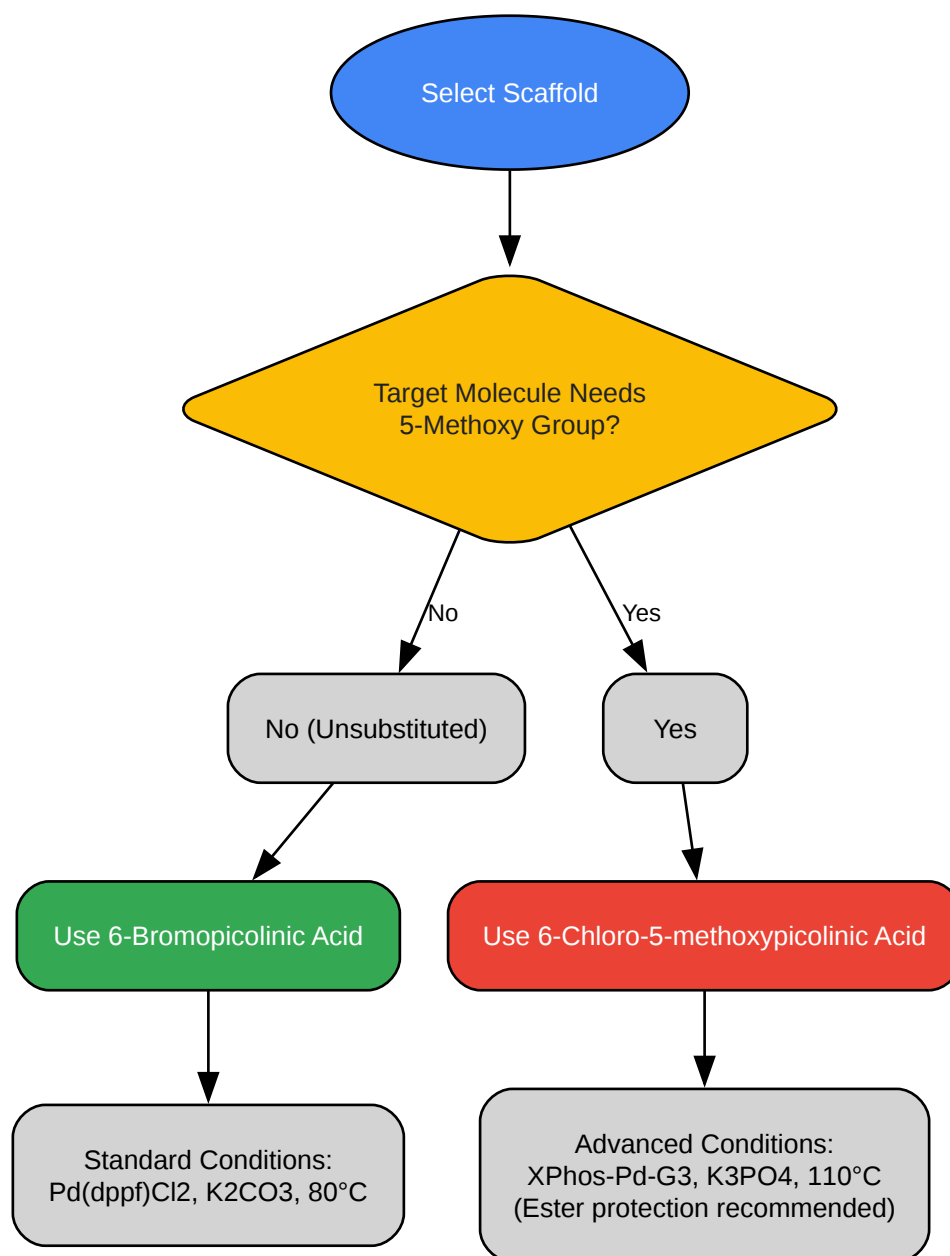 Select Scaffold
Target Molecule Needs
5-Methoxy Group?
No
Yes
No (Unsubstituted)
Yes
Use 6-Bromopicolinic Acid
Use 6-Chloro-5-methoxypicolinic Acid
Standard Conditions:
Pd(dppf)Cl2, K2CO3, 80°C
Advanced Conditions:
XPhos-Pd-G3, K3PO4, 110°C
(Ester protection recommended)